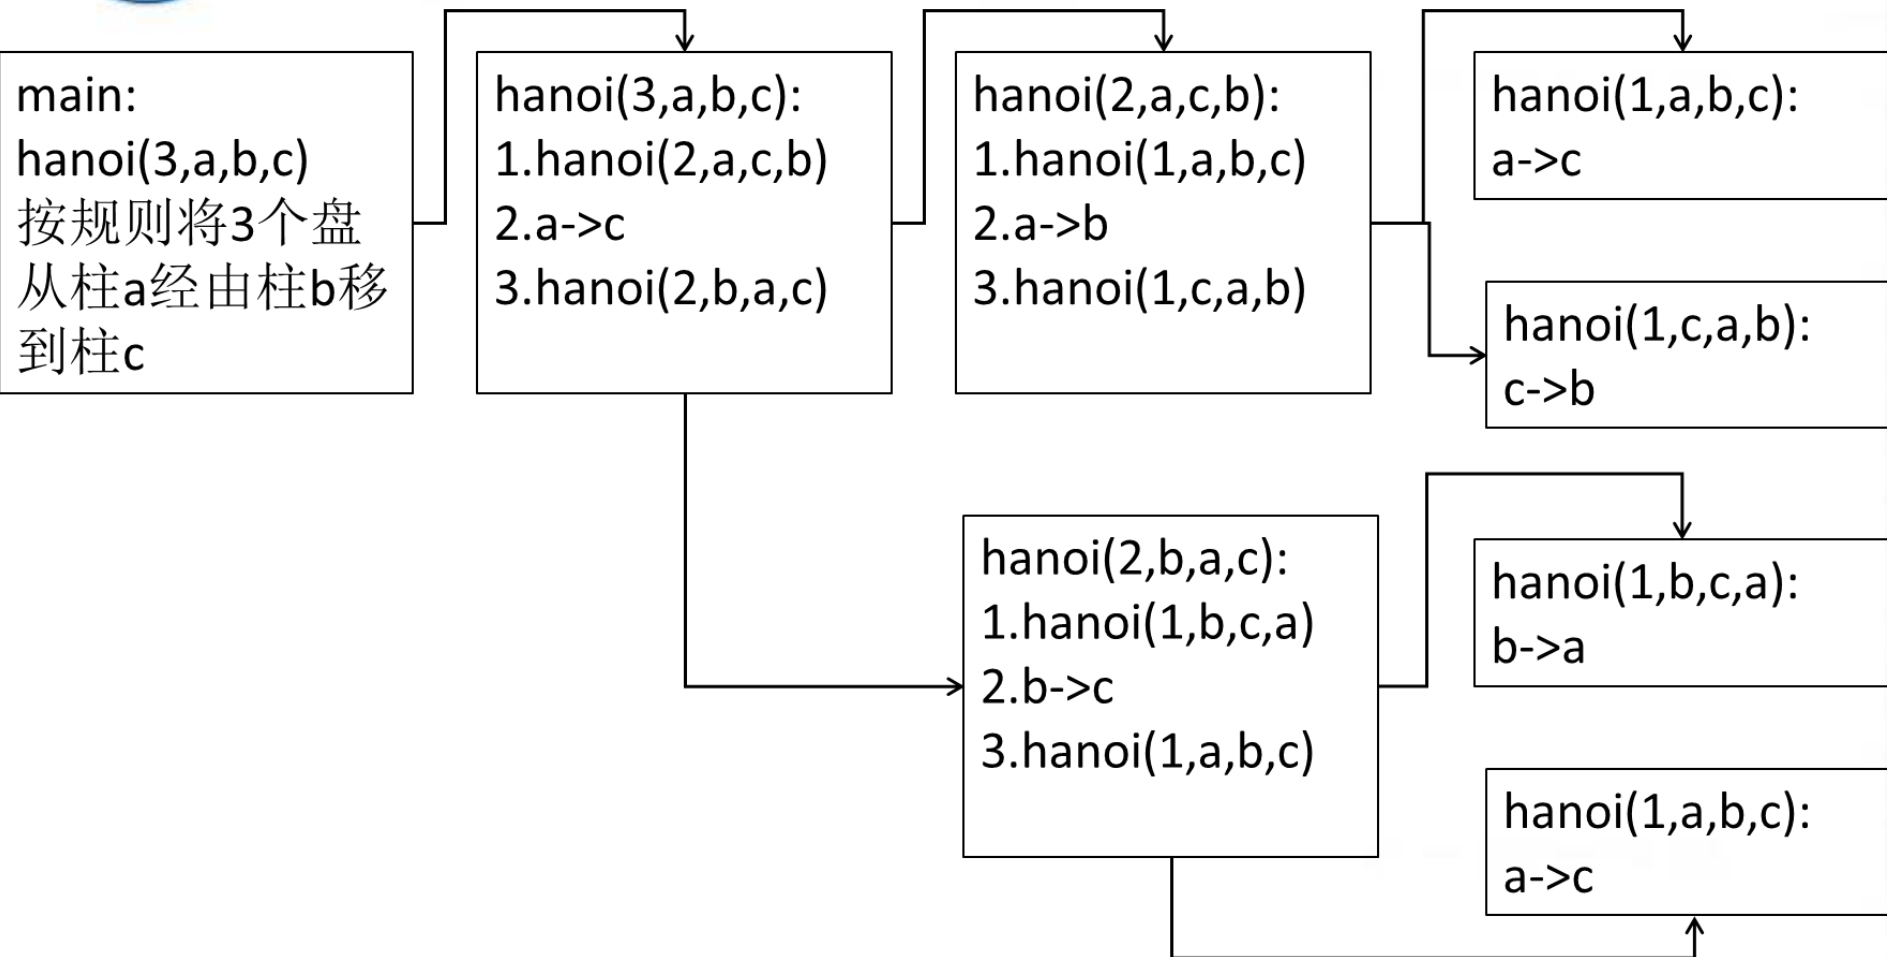 main:
hanoi(3,a,b,c)
按规则将3个盘
从柱a经由柱b移
到柱c
hanoi(3,a,b,c):
1.hanoi(2,a,c,b)
2.a->c
3.hanoi(2,b,a,c)
hanoi(2,a,c,b):
1.hanoi(1,a,b,c)
2.a->b
3.hanoi(1,c,a,b)
hanoi(1,a,b,c):
a->c
hanoi(1,c,a,b):
c->b
hanoi(2,b,a,c):
1.hanoi(1,b,c,a)
2.b->c
3.hanoi(1,a,b,c)
hanoi(1,b,c,a):
b->a
hanoi(1,a,b,c):
a->c